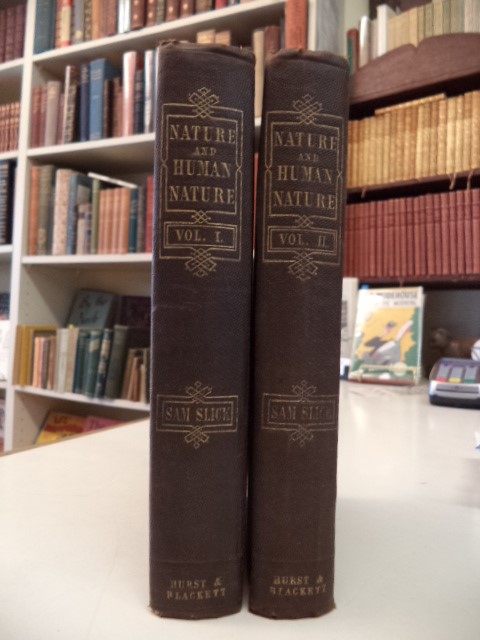 NATURE
AND
HUMAN
NATURE
VOL. I.
SAM SLICK
HURST &
BLACKETT
NATURE
AND
HUMAN
NATURE
VOL. II.
SAM SLICK
HURST &
BLACKETT